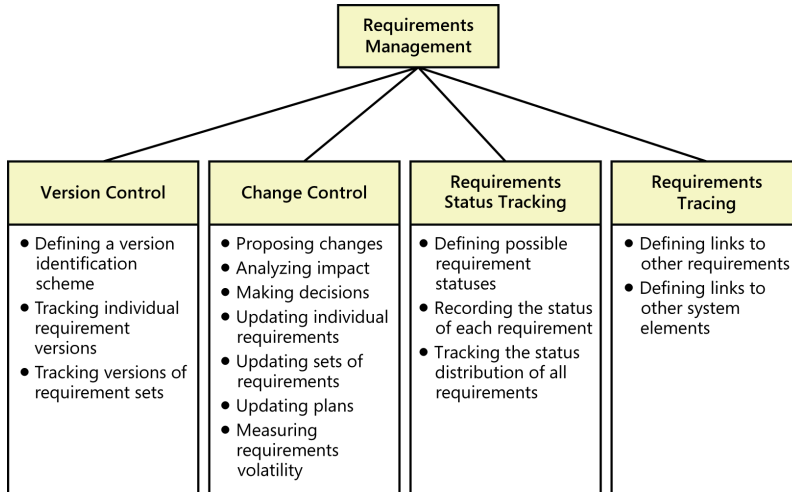 Requirements
Management
Version Control
● Defining a version
identification
scheme
● Tracking individual
requirement
versions
● Tracking versions of
requirement sets
Change Control
● Proposing changes
● Analyzing impact
● Making decisions
● Updating individual
requirements
● Updating sets of
requirements
● Updating plans
● Measuring
requirements
volatility
Requirements
Status Tracking
● Defining possible
requirement
statuses
● Recording the status
of each requirement
● Tracking the status
distribution of all
requirements
Requirements
Tracing
● Defining links to
other requirements
● Defining links to
other system
elements